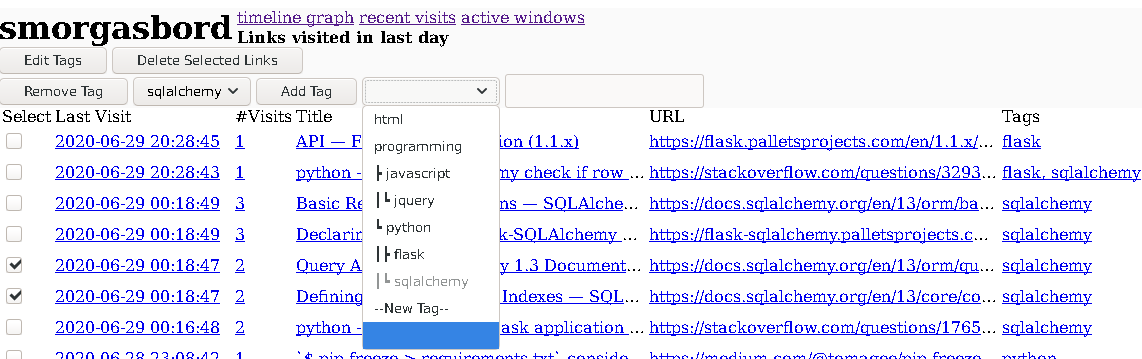 smorgasbord timeline graph recent visits active windows
Links visited in last day
Edit Tags Delete Selected Links
Remove Tag sqlalchemy Add Tag
Select Last Visit #Visits Title URL Tags
html
2020-06-29 20:28:45 1 API — F ion (1.1.x) https://flask.palletsprojects.com/en/1.1.x/... flask
programming
2020-06-29 20:28:43 1 python - my check if row ... https://stackoverflow.com/questions/3293... flask, sqlalchemy
javascript
2020-06-29 00:18:49 3 Basic Re ns — SQLAlche... https://docs.sqlalchemy.org/en/13/orm/ba... sqlalchemy
jquery
2020-06-29 00:18:49 3 Declarin k-SQLAlchemy ... https://flask-sqlalchemy.palletsprojects.c... sqlalchemy
python
flask
2020-06-29 00:18:47 2 Query A y 1.3 Document... https://docs.sqlalchemy.org/en/13/orm/qu... sqlalchemy
sqlalchemy
2020-06-29 00:18:47 2 Defining Indexes — SQL... https://docs.sqlalchemy.org/en/13/core/co... sqlalchemy
--New Tag--
2020-06-29 00:16:48 2 python - ask application ... https://stackoverflow.com/questions/1765... sqlalchemy
2020-06-28 23:08:42 1 `$ pip freeze > requirements.txt` conside... https://medium.com/@tomagee/pip-freeze... python